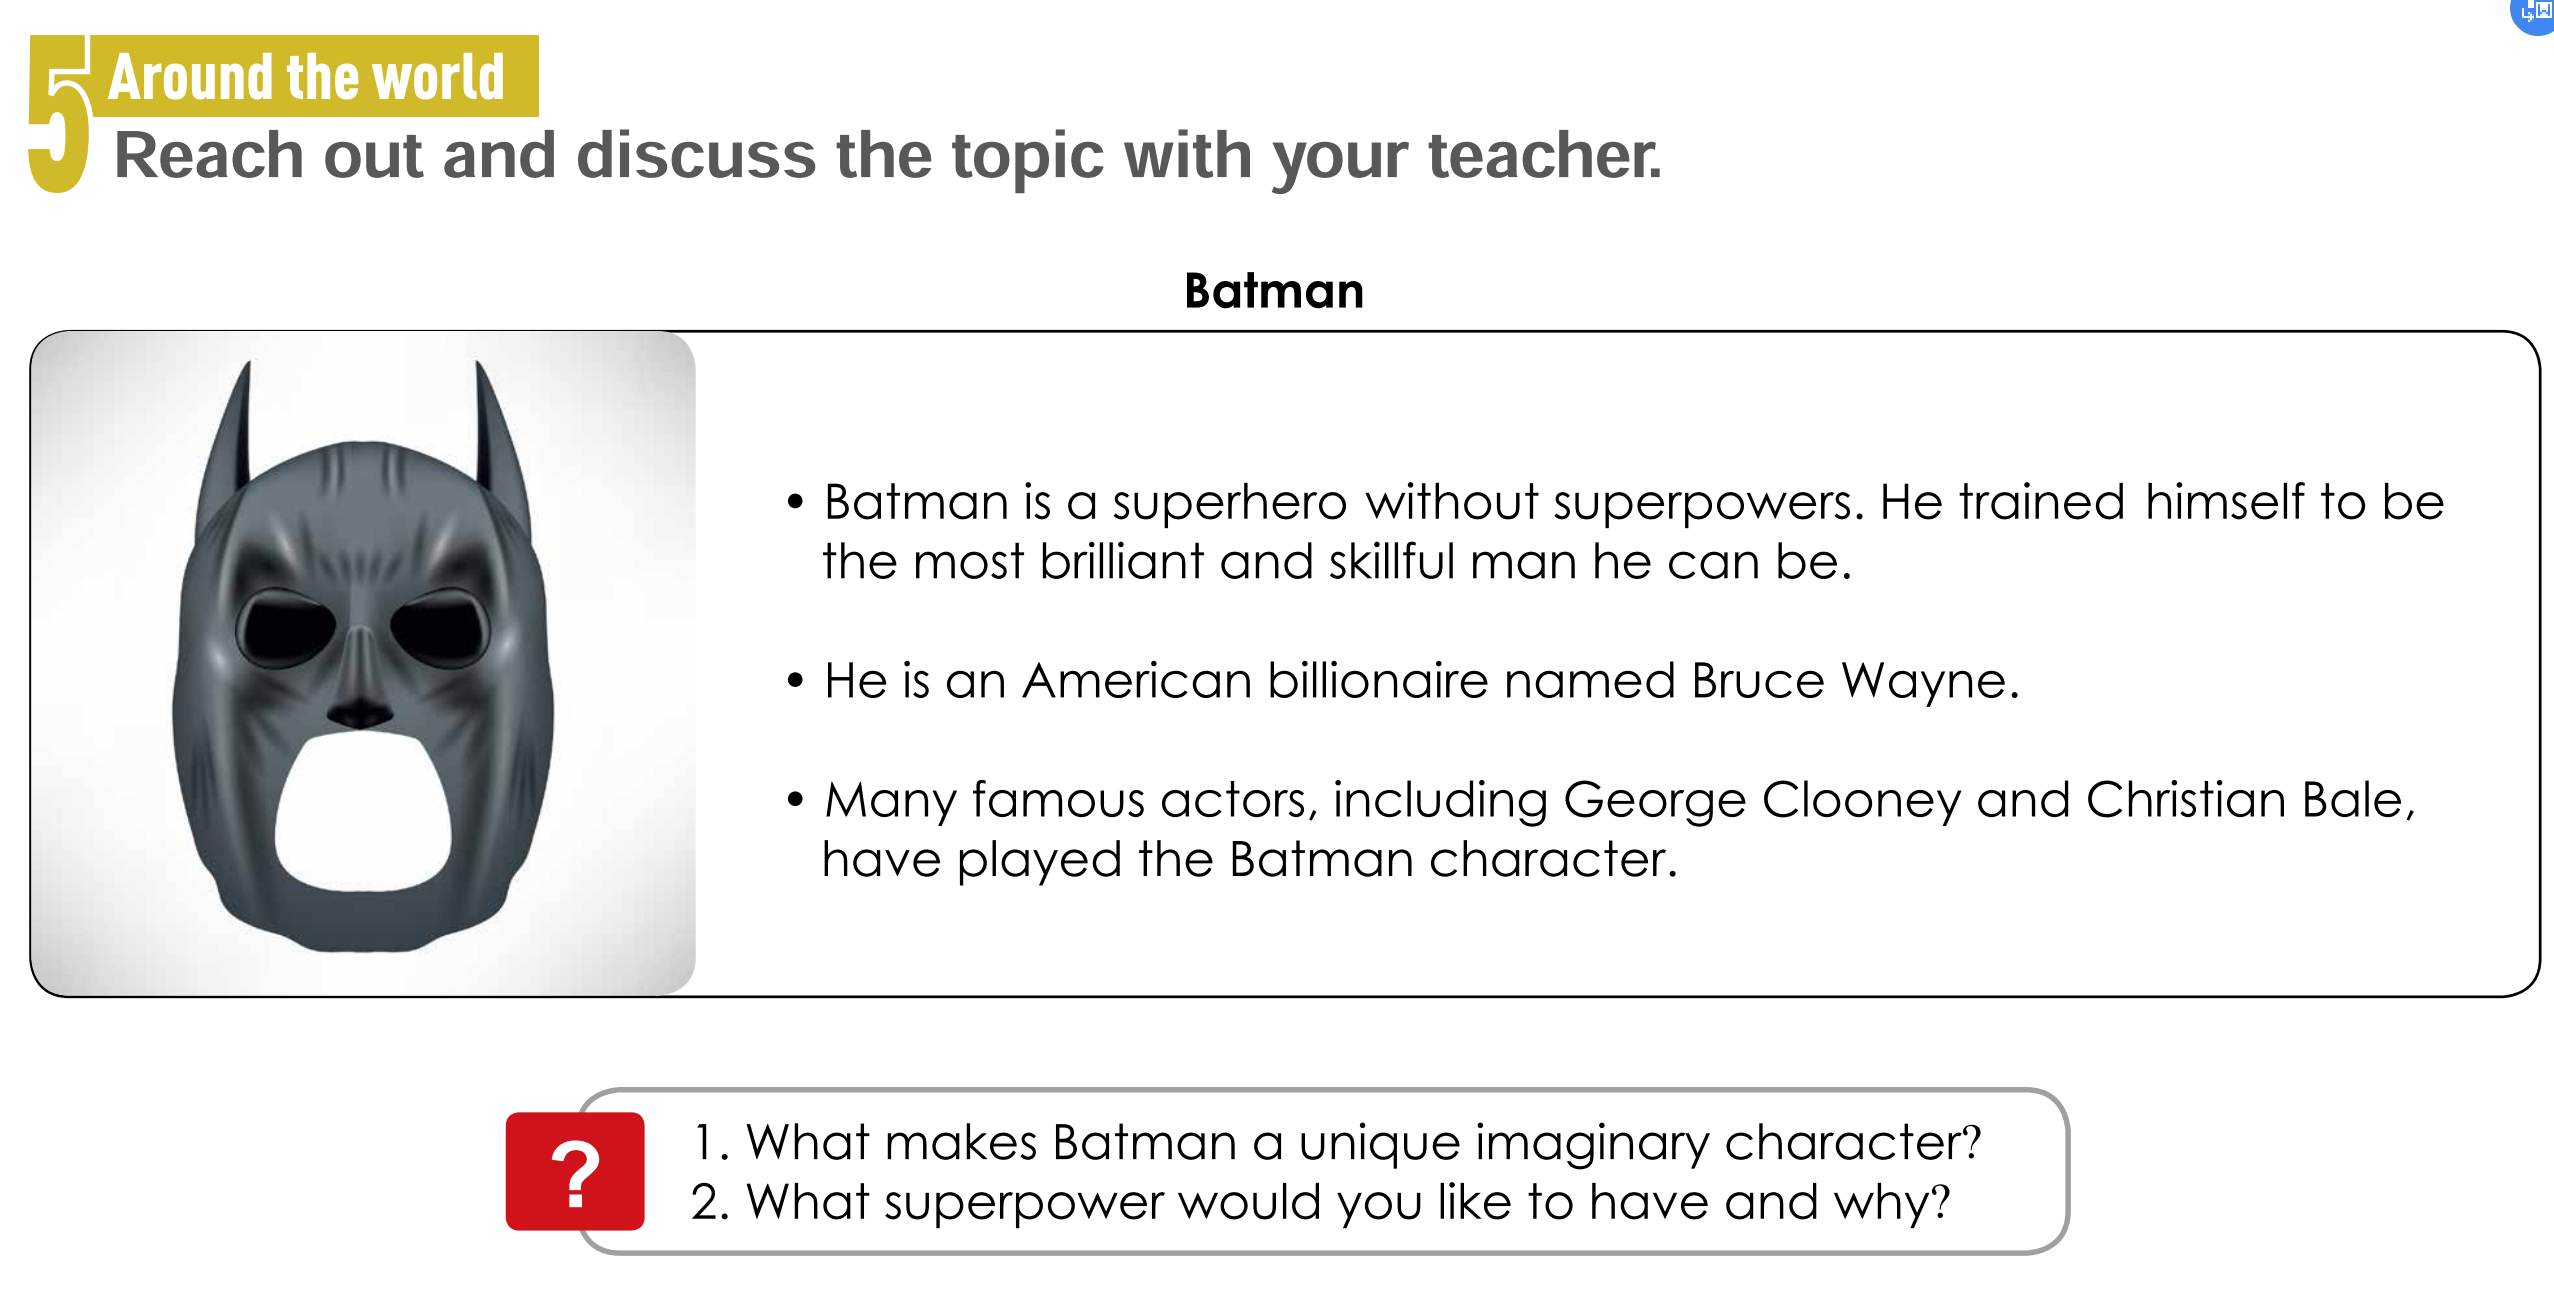 5
Around the world
Reach out and discuss the topic with your teacher.
Batman
• Batman is a superhero without superpowers. He trained himself to be
the most brilliant and skillful man he can be.
• He is an American billionaire named Bruce Wayne.
• Many famous actors, including George Clooney and Christian Bale,
have played the Batman character.
?
1. What makes Batman a unique imaginary character?
2. What superpower would you like to have and why?